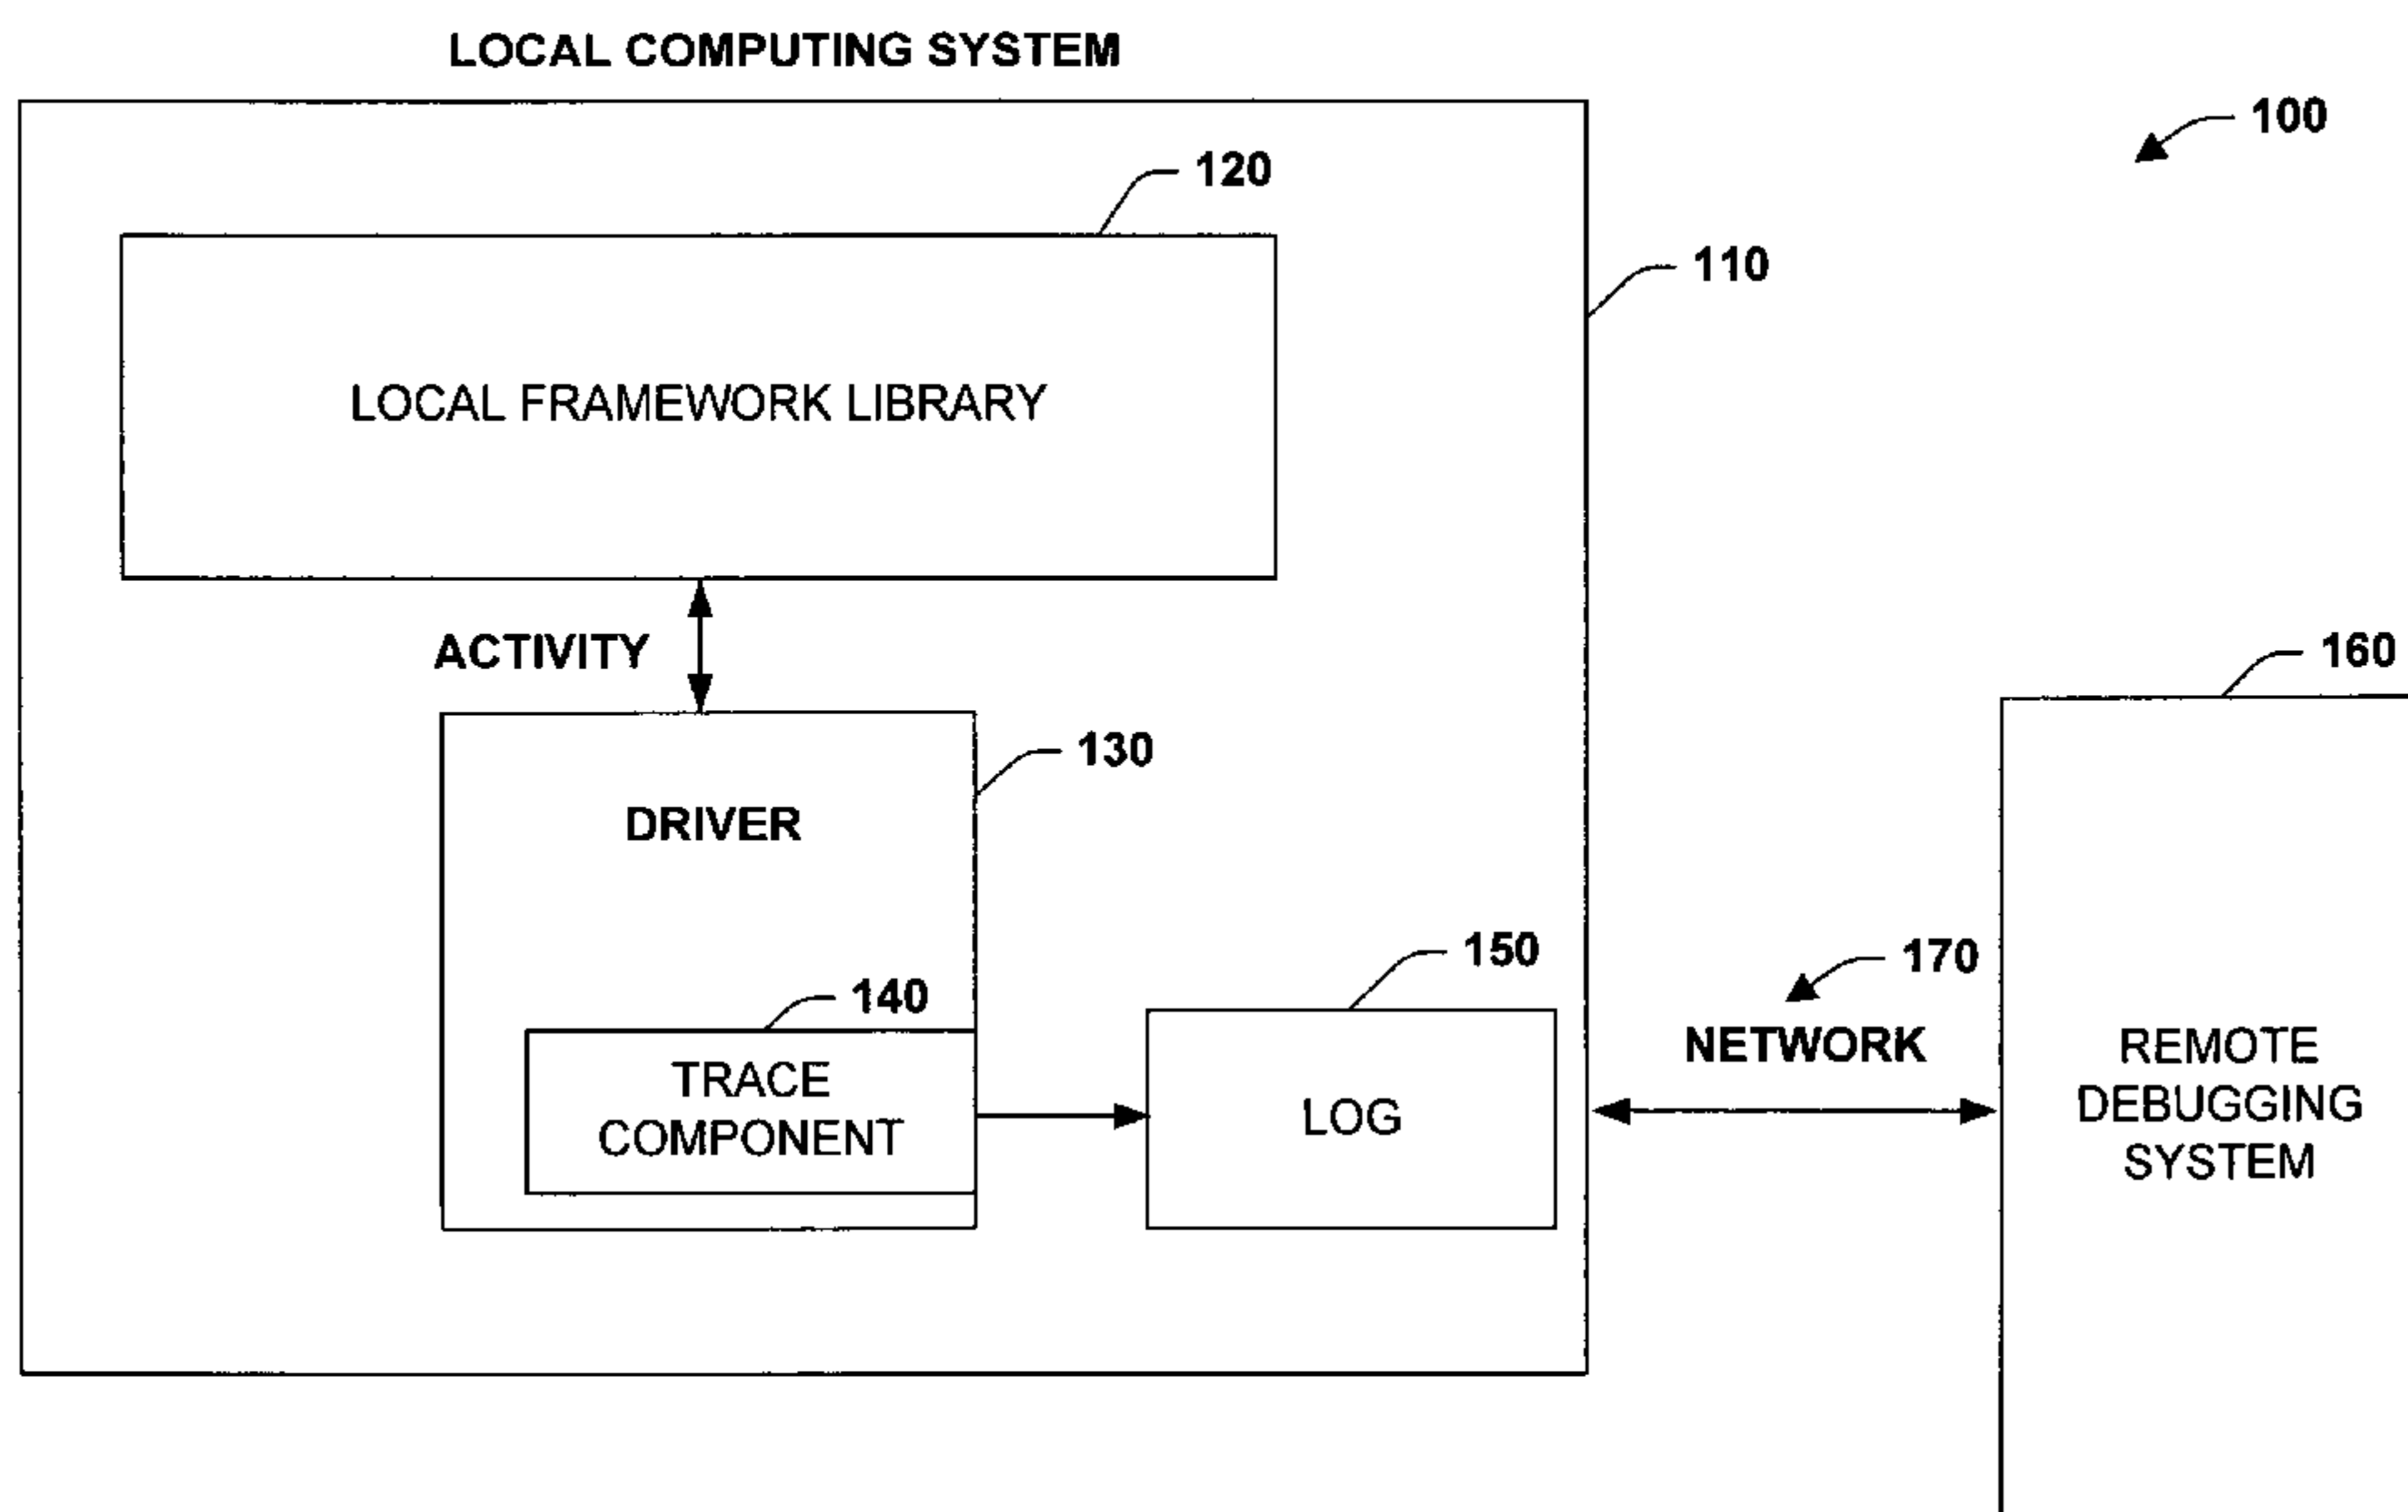 LOCAL COMPUTING SYSTEM
100
120
110
LOCAL FRAMEWORK LIBRARY
ACTIVITY
160
130
DRIVER
150
170
140
NETWORK
REMOTE
DEBUGGING
SYSTEM
TRACE
COMPONENT
LOG